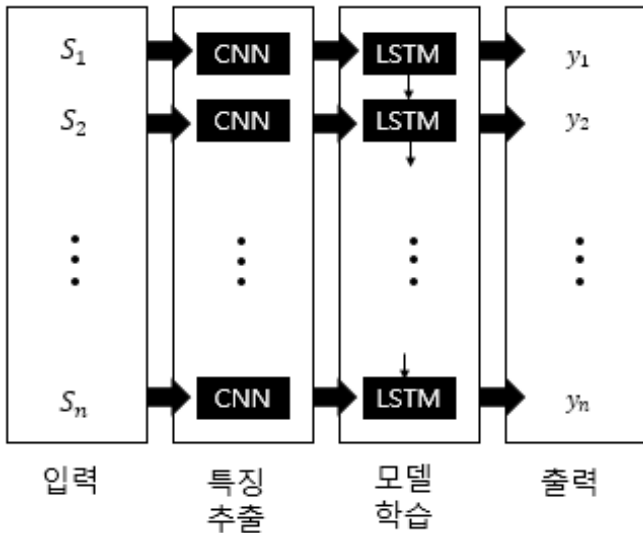 S₁ CNN LSTM y₁
S₂ CNN LSTM y₂
Sₙ CNN LSTM yₙ
입력 특징 추출 모델 학습 출력